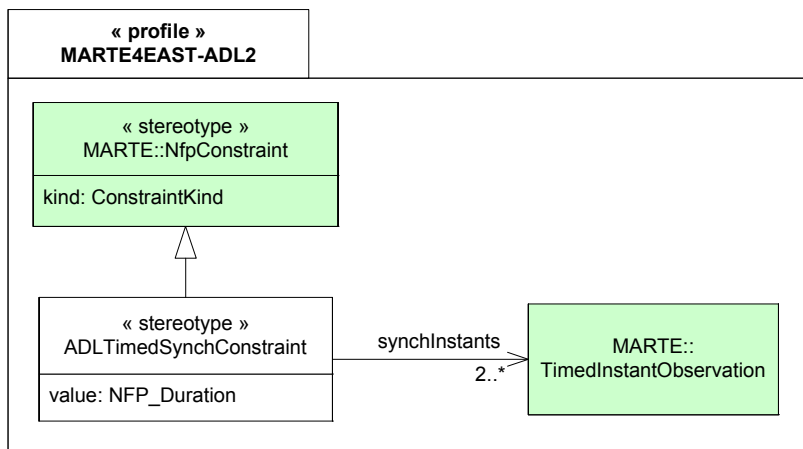 « profile »
MARTE4EAST-ADL2
« stereotype »
MARTE::NfpConstraint
kind: ConstraintKind
« stereotype »
ADLTimedSynchConstraint
value: NFP_Duration
synchInstants
2..*
MARTE::
TimedInstantObservation